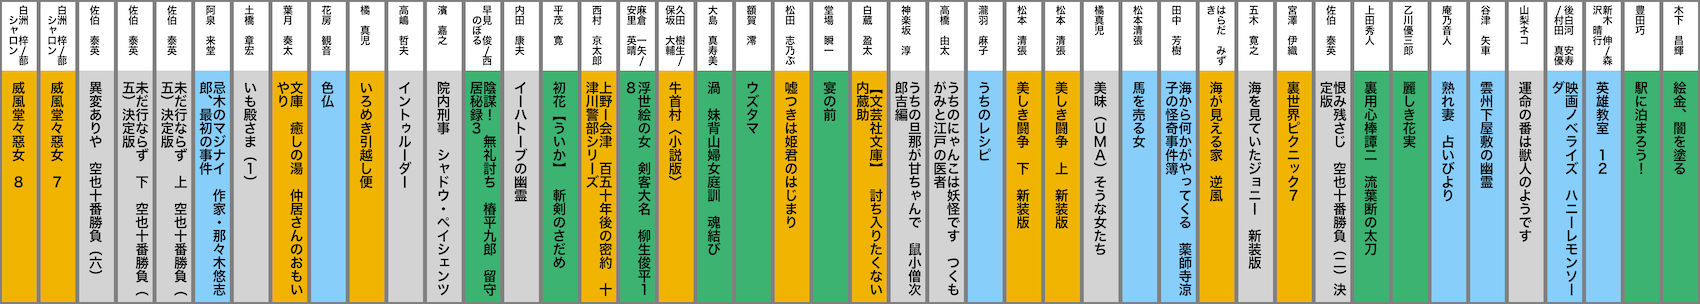 木下　昌輝
絵金、闇を塗る
豊田巧
駅に泊まろう！
新木　伸/森
沢　晴行
英雄教室　１２
後白河　安寿
/村田　真優
映画ノベライズ　ハニーレモンソー
ダ
山梨ネコ
運命の番は獣人のようです
谷津　矢車
雲州下屋敷の幽霊
庵乃音人
熟れ妻　占いびより
乙川優三郎
麗しき花実
上田秀人
裏用心棒譚二　流葉断の太刀
佐伯　泰英
恨み残さじ　空也十番勝負（二）決
定版
宮澤　伊織
裏世界ピクニック７
五木　寛之
海を見ていたジョニー　新装版
はらだ　みず
き
海が見える家　逆風
田中　芳樹
海から何かがやってくる　薬師寺涼
子の怪奇事件簿
松本清張
馬を売る女
橘真児
美味（ＵＭＡ）そうな女たち
松本　清張
美しき闘争　上　新装版
松本　清張
美しき闘争　下　新装版
瀧羽　麻子
うちのレシピ
高橋　由太
うちのにゃんこは妖怪です　つくも
がみと江戸の医者
神楽坂　淳
うちの旦那が甘ちゃんで　鼠小僧次
郎吉編
白蔵　盈太
【文芸社文庫】　討ち入りたくない
内蔵助
堂場　瞬一
宴の前
松田　志乃ぶ
嘘つきは姫君のはじまり
額賀　澪
ウズタマ
大島　真寿美
渦　妹背山婦女庭訓　魂結び
久田　樹生/
保坂　大輔
牛首村〈小説版〉
麻倉　一矢/
安里　英晴
浮世絵の女　剣客大名　柳生俊平１
８
西村　京太郎
上野ー会津　百五十年後の密約　十
津川警部シリーズ
平茂　寛
初花【ういか】　斬剣のさだめ
内田　康夫
イーハトーブの幽霊
早見　俊/西
のぼる
陰謀！　無礼討ち　椿平九郎　留守
居秘録３
濱　嘉之
院内刑事　シャドウ・ペイシェンツ
高嶋　哲夫
イントゥルーダー
橘　真児
いろめき引越し便
花房　観音
色仏
葉月　奏太
文庫　癒しの湯　仲居さんのおもい
やり
土橋　章宏
いも殿さま（１）
阿泉　来堂
忌木のマジナイ　作家・那々木悠志
郎、最初の事件
佐伯　泰英
未だ行ならず　上　空也十番勝負（
五）決定版
佐伯　泰英
未だ行ならず　下　空也十番勝負（
五）決定版
佐伯　泰英
異変ありや　空也十番勝負（六）
白洲　梓/蔀
シャロン
威風堂々惡女　７
白洲　梓/蔀
シャロン
威風堂々惡女　８